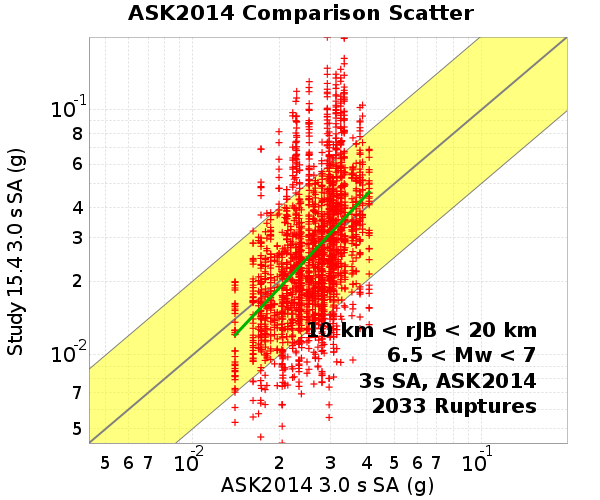 ASK2014 Comparison Scatter
Study 15.4 3.0 s SA (g)
10⁻¹
8
6
4
3
2
10⁻²
7
5
10 km < rJB < 20 km
6.5 < Mw < 7
3s SA, ASK2014
2033 Ruptures
5 6 7 10⁻² 2 3 4 5 6 7 10⁻¹
ASK2014 3.0 s SA (g)